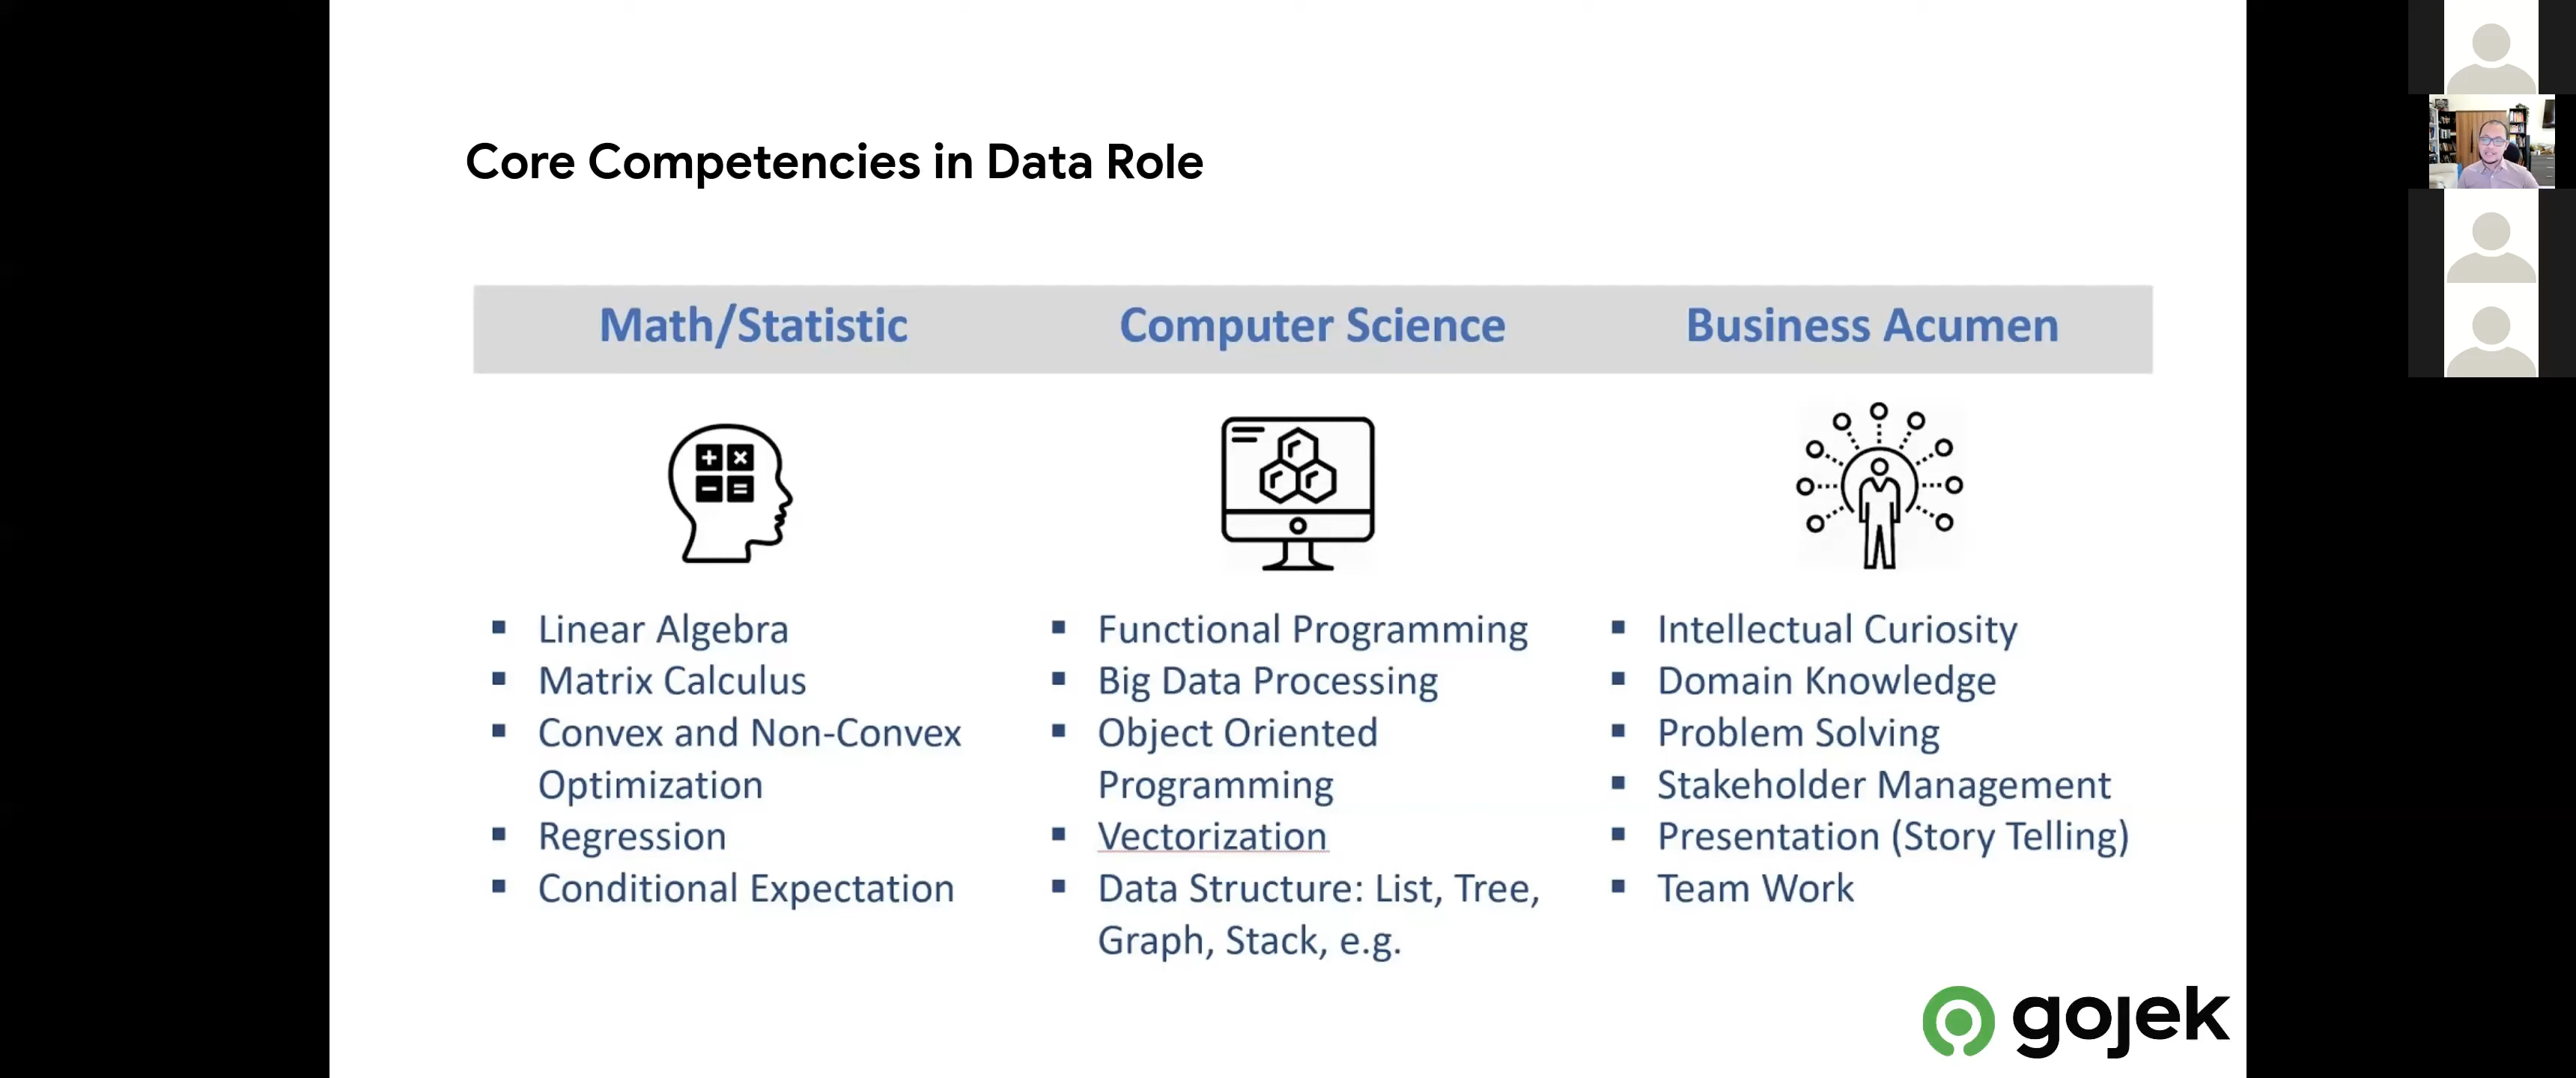 Core Competencies in Data Role
Math/Statistic
Computer Science
Business Acumen
Linear Algebra
Matrix Calculus
Convex and Non-Convex
Optimization
Regression
Conditional Expectation
Functional Programming
Big Data Processing
Object Oriented
Programming
Vectorization
Data Structure: List, Tree,
Graph, Stack, e.g.
Intellectual Curiosity
Domain Knowledge
Problem Solving
Stakeholder Management
Presentation (Story Telling)
Team Work
gojek